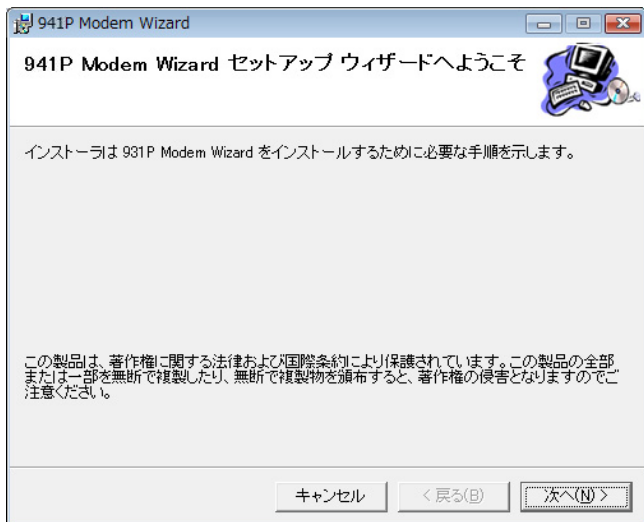 941P Modem Wizard
941P Modem Wizard セットアップ ウィザードへようこそ
インストーラは 931P Modem Wizard をインストールするために必要な手順を示します。
この製品は、著作権に関する法律および国際条約により保護されています。この製品の全部
または一部を無断で複製したり、無断で複製物を頒布すると、著作権の侵害となりますのでご
注意ください。
キャンセル
< 戻る(B)
次へ(N) >